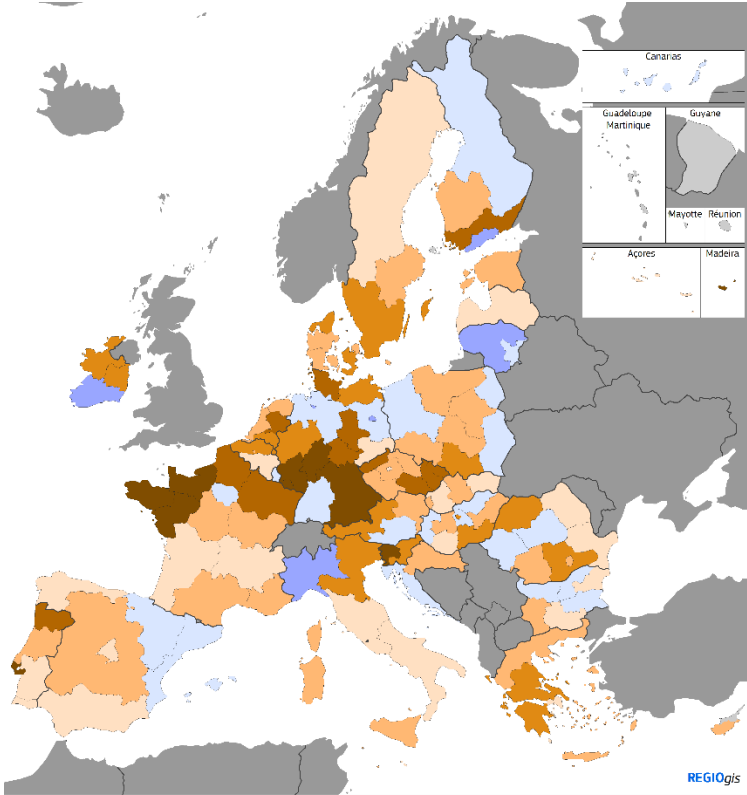 Canarias
Guadeloupe
Martinique
Guyane
Mayotte
Réunion
Açores
Madeira
REGIOgis